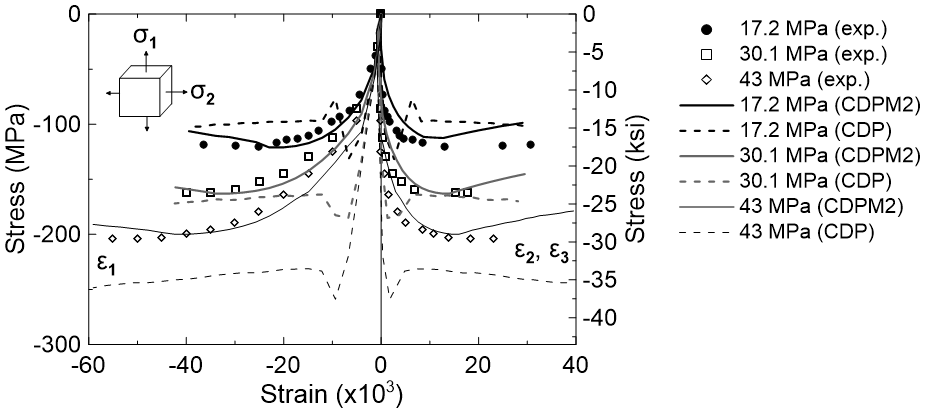 0
-100
-200
-300
Stress (MPa)
-60
-40
-20
0
20
40
Strain (x10³)
0
-5
-10
-15
-20
-25
-30
-35
-40
Stress (ksi)
σ₁
σ₂
ε₁
ε₂, ε₃
17.2 MPa (exp.)
30.1 MPa (exp.)
43 MPa (exp.)
17.2 MPa (CDPM2)
17.2 MPa (CDP)
30.1 MPa (CDPM2)
30.1 MPa (CDP)
43 MPa (CDPM2)
43 MPa (CDP)